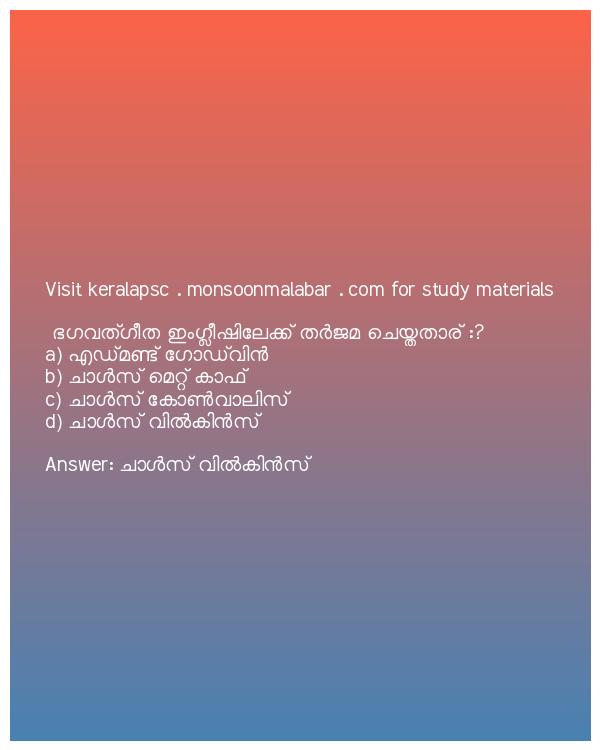 Visit keralapsc . monsoonmalabar . com for study materials
ഭഗവത്ഗീത ഇംഗ്ലീഷിലേക്ക് തർജമ ചെയ്തതാര് :?
a) എഡ്മണ്ട് ഗോഡ്വിൻ
b) ചാൾസ് മെറ്റ് കാഫ്
c) ചാൾസ് കോൺവാലിസ്
d) ചാൾസ് വിൽകിൻസ്
Answer: ചാൾസ് വിൽകിൻസ്